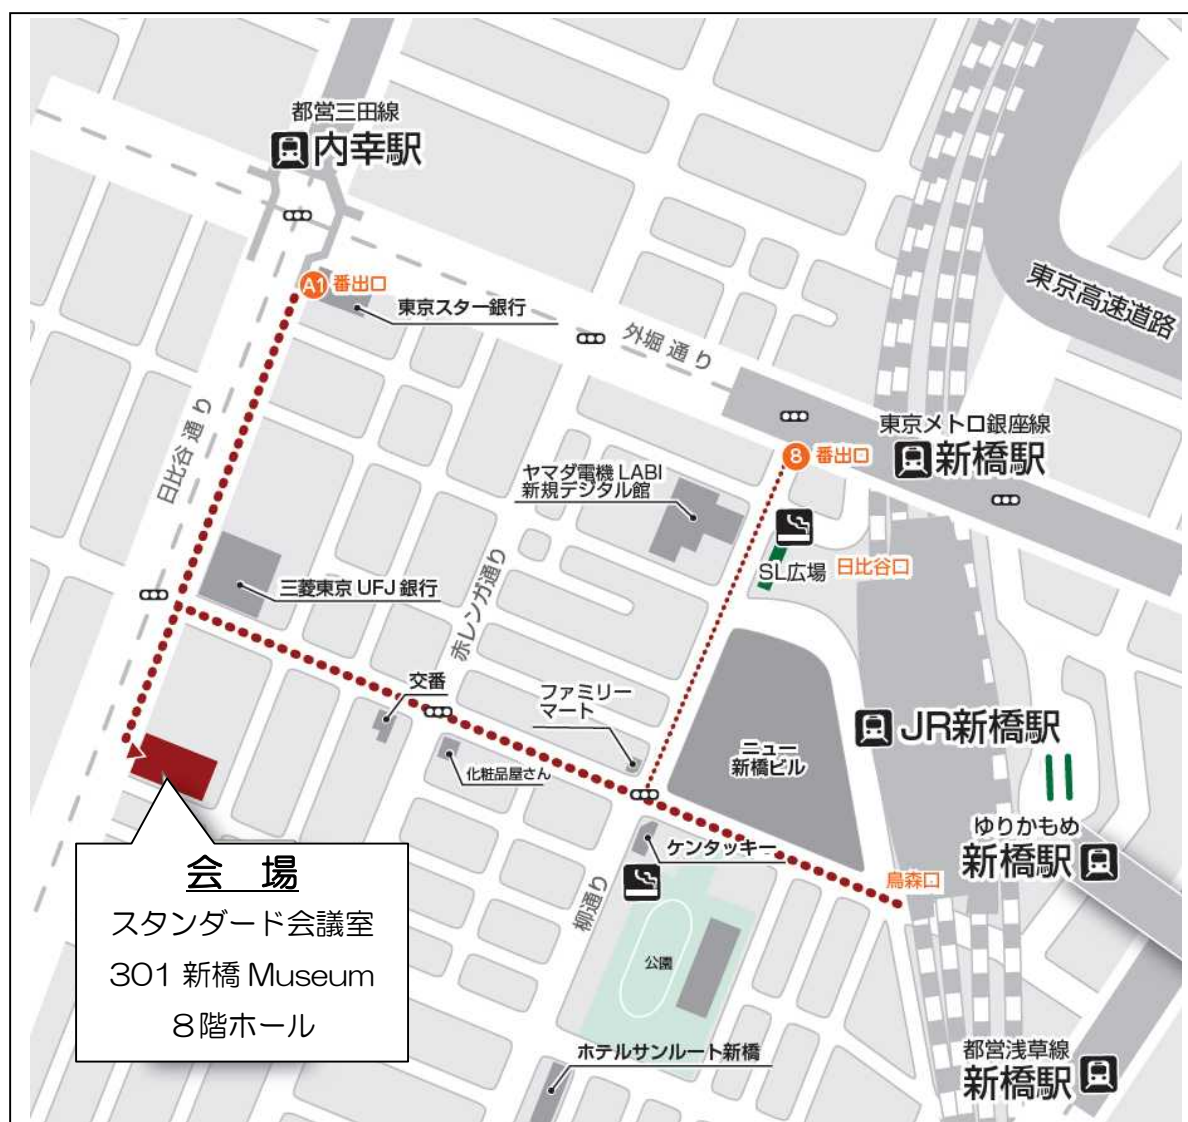 都営三田線
内幸駅
A1 番出口
東京スター銀行
外堀通り
東京高速道路
日比谷通り
東京メトロ銀座線
新橋駅
8 番出口
ヤマダ電機 LABI
新規デジタル館
SL広場
日比谷口
三菱東京 UFJ 銀行
赤レンガ通り
交番
ファミリー
マート
化粧品屋さん
ニュー
新橋ビル
JR新橋駅
ゆりかもめ
新橋駅
ケンタッキー
烏森口
柳通り
公園
会 場
スタンダード会議室
301 新橋 Museum
8階ホール
ホテルサンルート新橋
都営浅草線
新橋駅